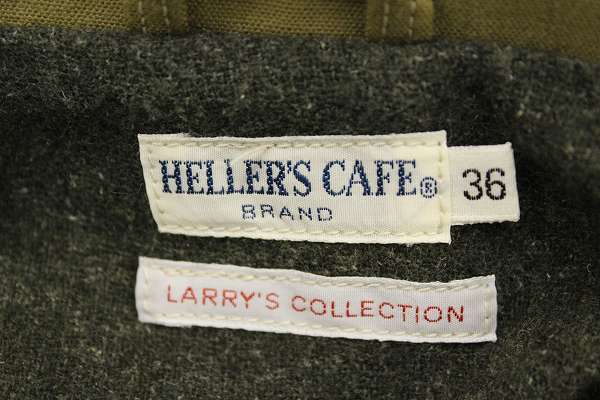 HELLER'S CAFE®
BRAND
36
LARRY'S COLLECTION